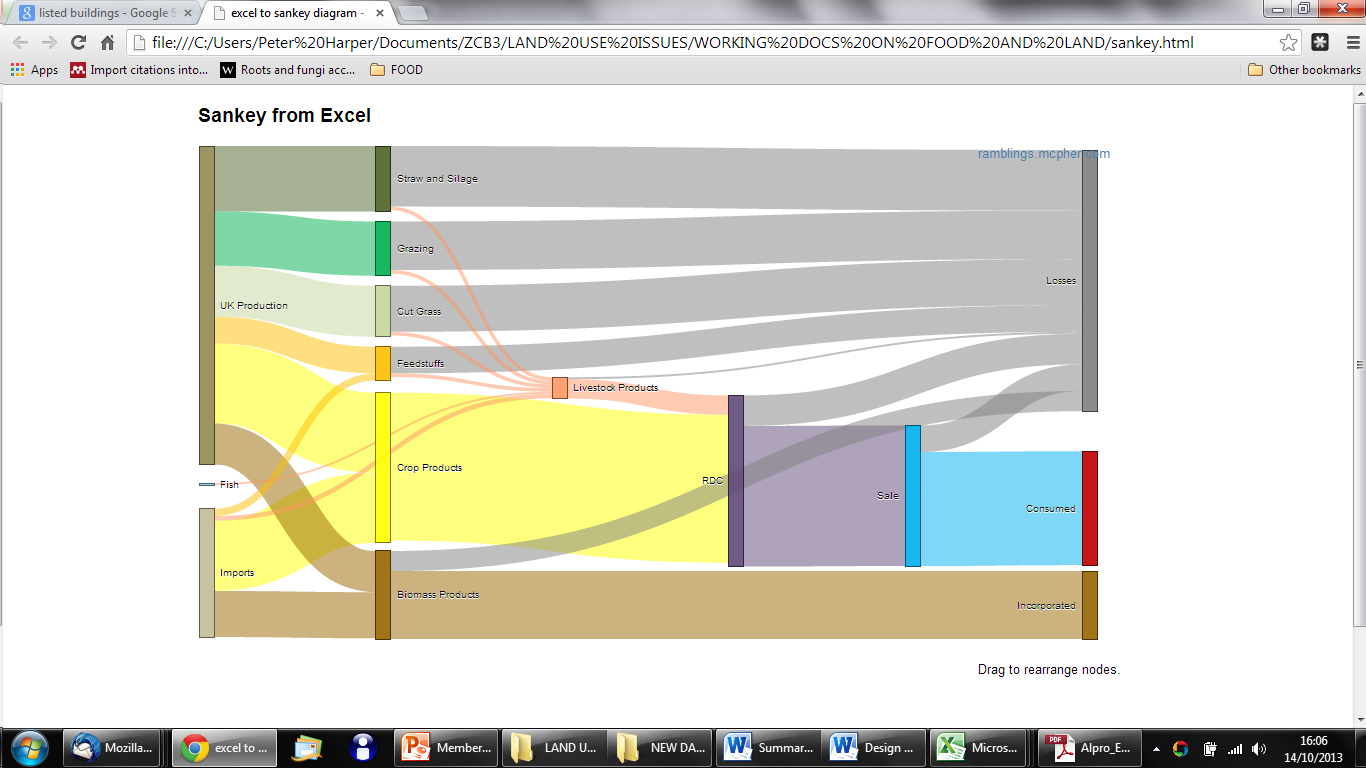 listed buildings - Google S
excel to sankey diagram -
file:///C:/Users/Peter%20Harper/Documents/ZCB3/LAND%20USE%20ISSUES/WORKING%20DOCS%20ON%20FOOD%20AND%20LAND/sankey.html
Apps Import citations into... Roots and fungi acc... FOOD Other bookmarks
Sankey from Excel
ramblings.mcpher.com
Straw and Silage
Grazing
Losses
UK Production
Cut Grass
Feedstuffs
Livestock Products
Crop Products
RDC
Fish
Sale
Consumed
Imports
Biomass Products
Incorporated
Drag to rearrange nodes.
Mozilla... excel to ... Member... LAND U... NEW DA... Summar... Design ... Micros... Alpro_E... 16:06
14/10/2013